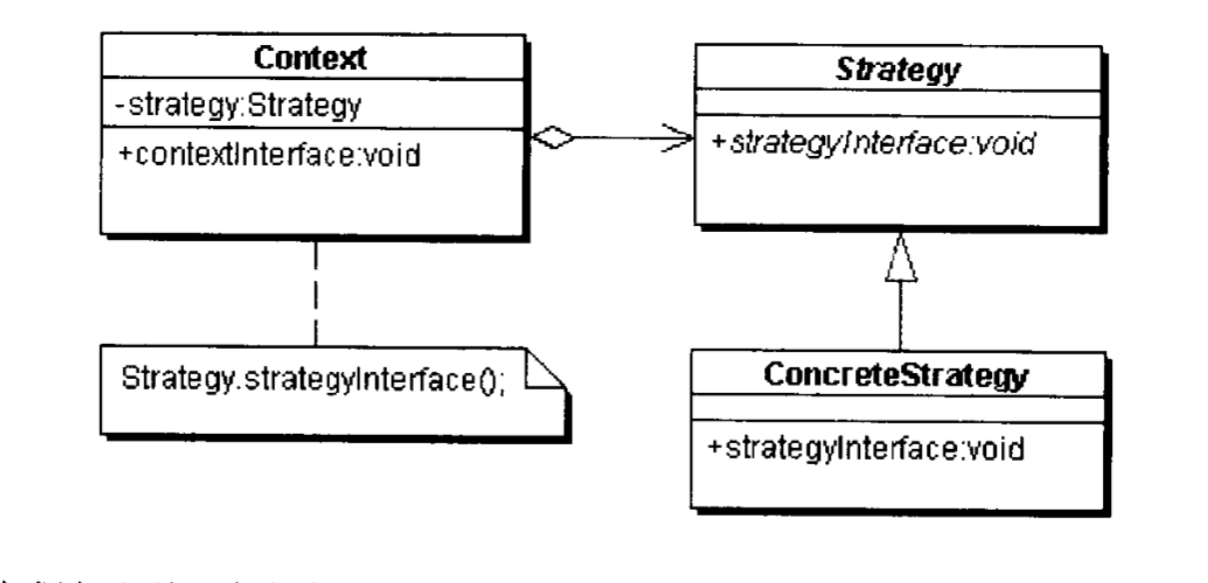 Context
-strategy:Strategy
+contextInterface:void
Strategy
+strategyInterface:void
Strategy.strategyInterface();
ConcreteStrategy
+strategyInterface:void